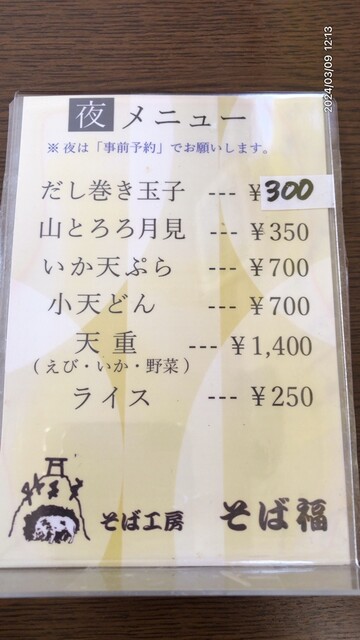 2024/03/09 12:13
夜 メニュー
※ 夜は「事前予約」でお願いします。
だし巻き玉子 --- ¥300
山とろろ月見 --- ¥350
いか天ぷら --- ¥700
小天どん --- ¥700
天重 --- ¥1,400
(えび・いか・野菜)
ライス --- ¥250
そば工房 そば福